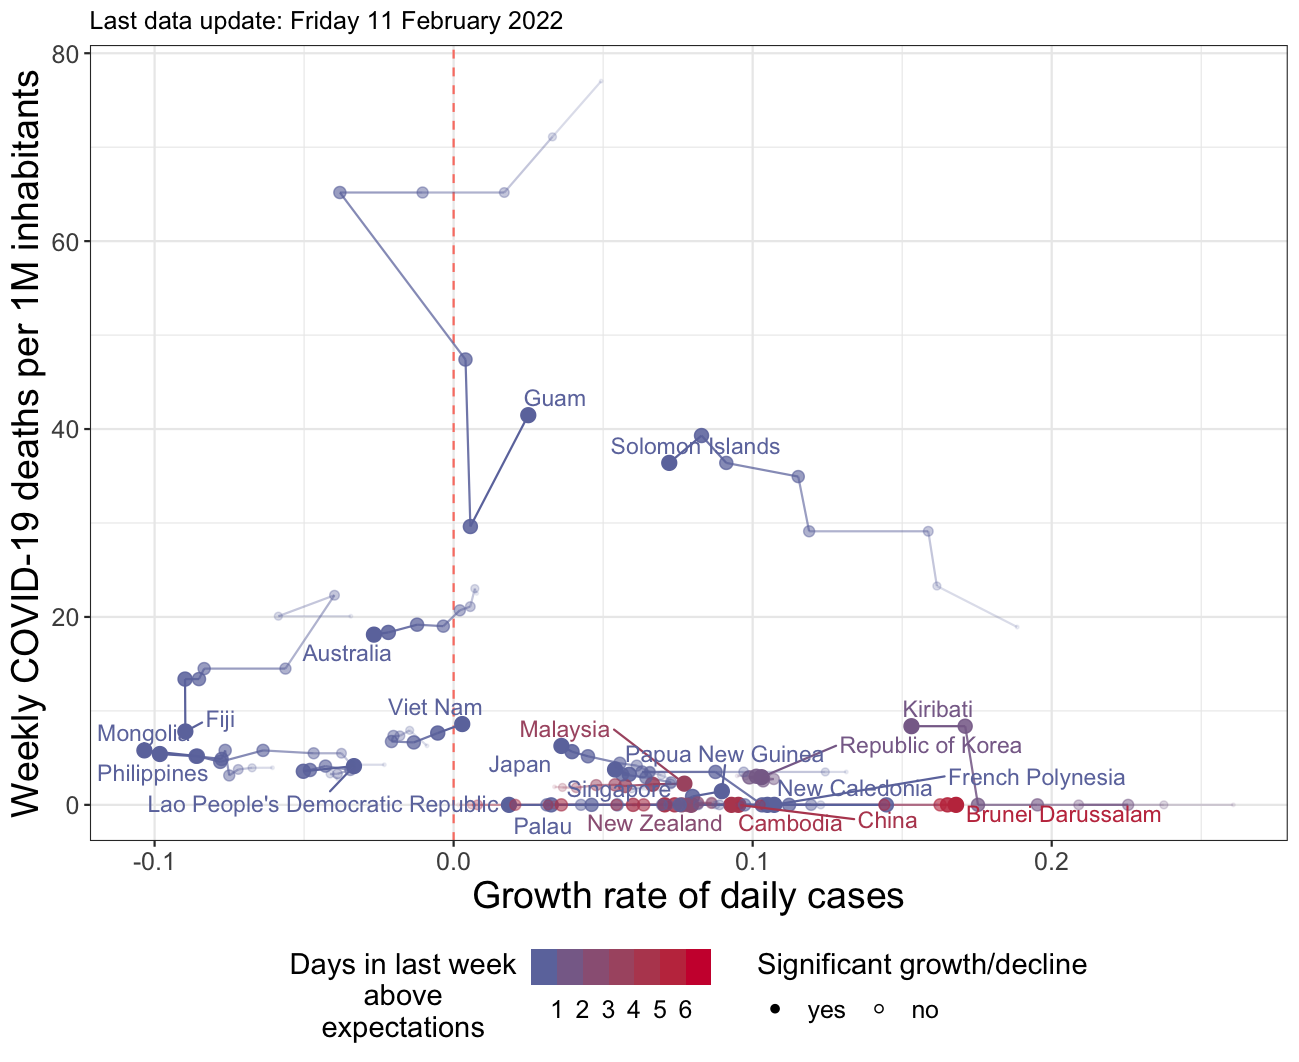 Last data update: Friday 11 February 2022
Weekly COVID-19 deaths per 1M inhabitants
80
60
40
20
0
Guam
Solomon Islands
Australia
Viet Nam
Fiji
Mongolia
Philippines
Lao People's Democratic Republic
Kiribati
Malaysia
Papua New Guinea
Republic of Korea
Japan
Singapore
New Caledonia
French Polynesia
Palau
New Zealand
Cambodia
China
Brunei Darussalam
-0.1
0.0
0.1
0.2
Growth rate of daily cases
Days in last week
above
expectations
1 2 3 4 5 6
Significant growth/decline
yes
no